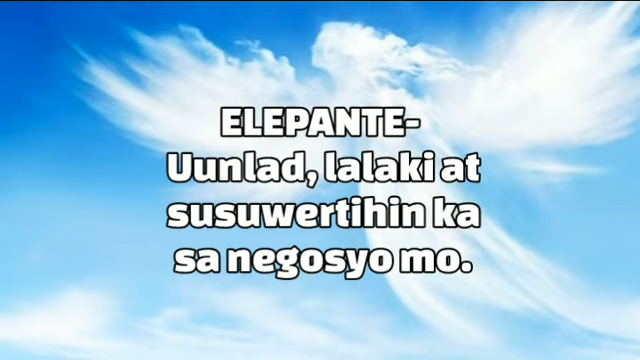 ELEPANTE-
Uunlad, lalaki at
susuwertihin ka
sa negosyo mo.